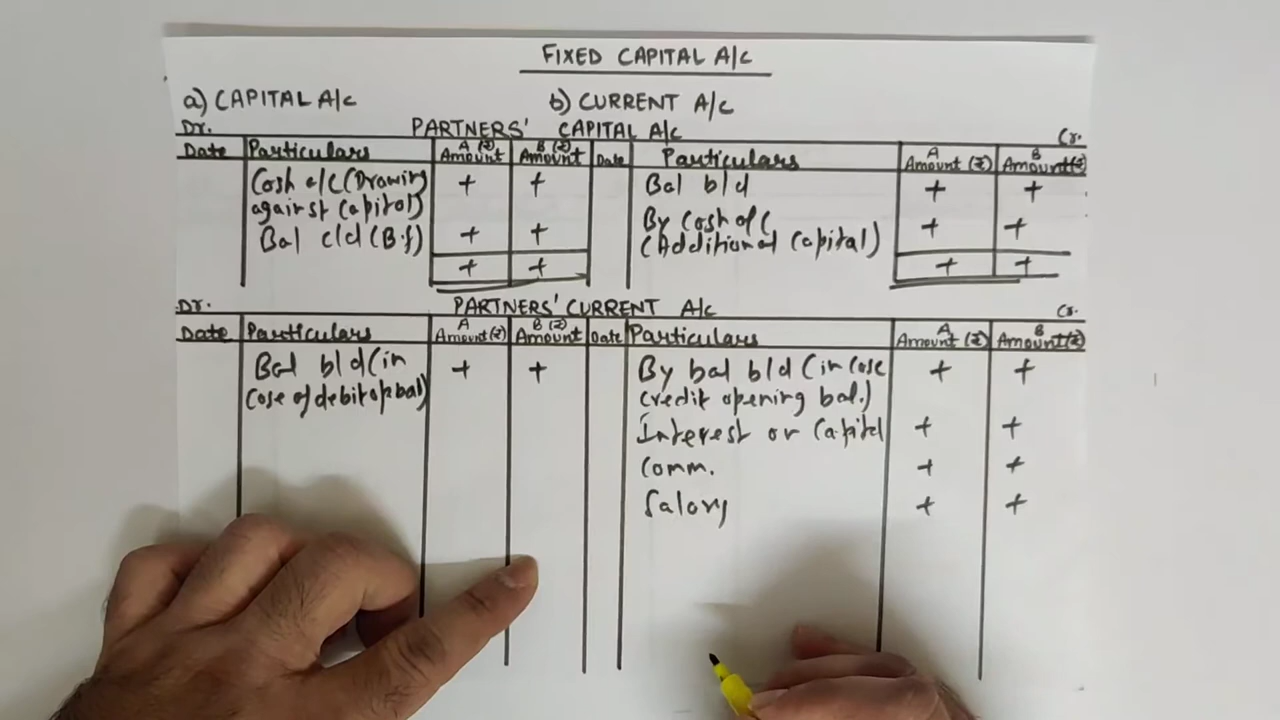 FIXED CAPITAL A/c
a) CAPITAL A/c b) CURRENT A/c
Dr. PARTNERS' CAPITAL A/c Cr.
Date Particulars A (₹) Amount B (₹) Amount Date Particulars A Amount (₹) B Amount (₹)
Cash a/c (Drawing + + Bal b/d + +
against Capital) By Cash a/c + +
Bal c/d (B.f) + + (Additional Capital)
+ + + +
Dr. PARTNERS' CURRENT A/c Cr.
Date Particulars A Amount (₹) B (₹) Amount Date Particulars A Amount (₹) B Amount (₹)
Bal b/d (in + + By bal b/d (in case + +
case of debit op bal) credit opening bal.)
Interest on Capital + +
Comm. + +
Salary + +